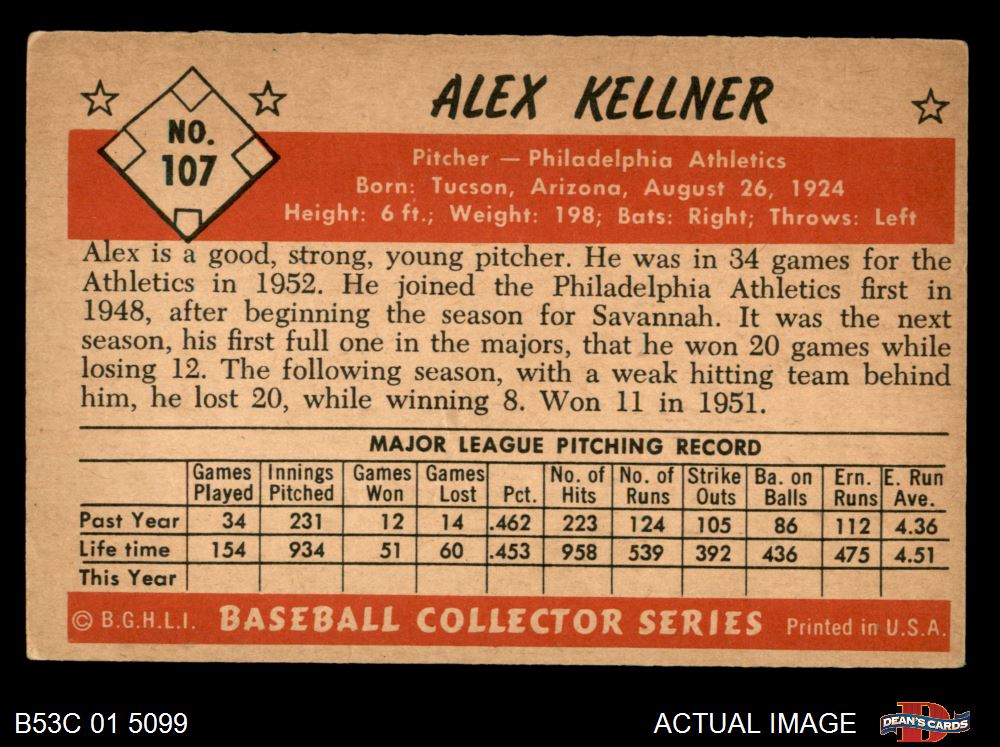 NO.
107
ALEX KELLNER
Pitcher — Philadelphia Athletics
Born: Tucson, Arizona, August 26, 1924
Height: 6 ft.; Weight: 198; Bats: Right; Throws: Left
Alex is a good, strong, young pitcher. He was in 34 games for the
Athletics in 1952. He joined the Philadelphia Athletics first in
1948, after beginning the season for Savannah. It was the next
season, his first full one in the majors, that he won 20 games while
losing 12. The following season, with a weak hitting team behind
him, he lost 20, while winning 8. Won 11 in 1951.
MAJOR LEAGUE PITCHING RECORD
Games Innings Games Games No. of No. of Strike Ba. on Ern. E. Run
Played Pitched Won Lost Pct. Hits Runs Outs Balls Runs Ave.
Past Year 34 231 12 14 .462 223 124 105 86 112 4.36
Life time 154 934 51 60 .453 958 539 392 436 475 4.51
This Year
© B.G.H.L.I. BASEBALL COLLECTOR SERIES Printed in U.S.A.
B53C 01 5099 ACTUAL IMAGE DEAN'S CARDS